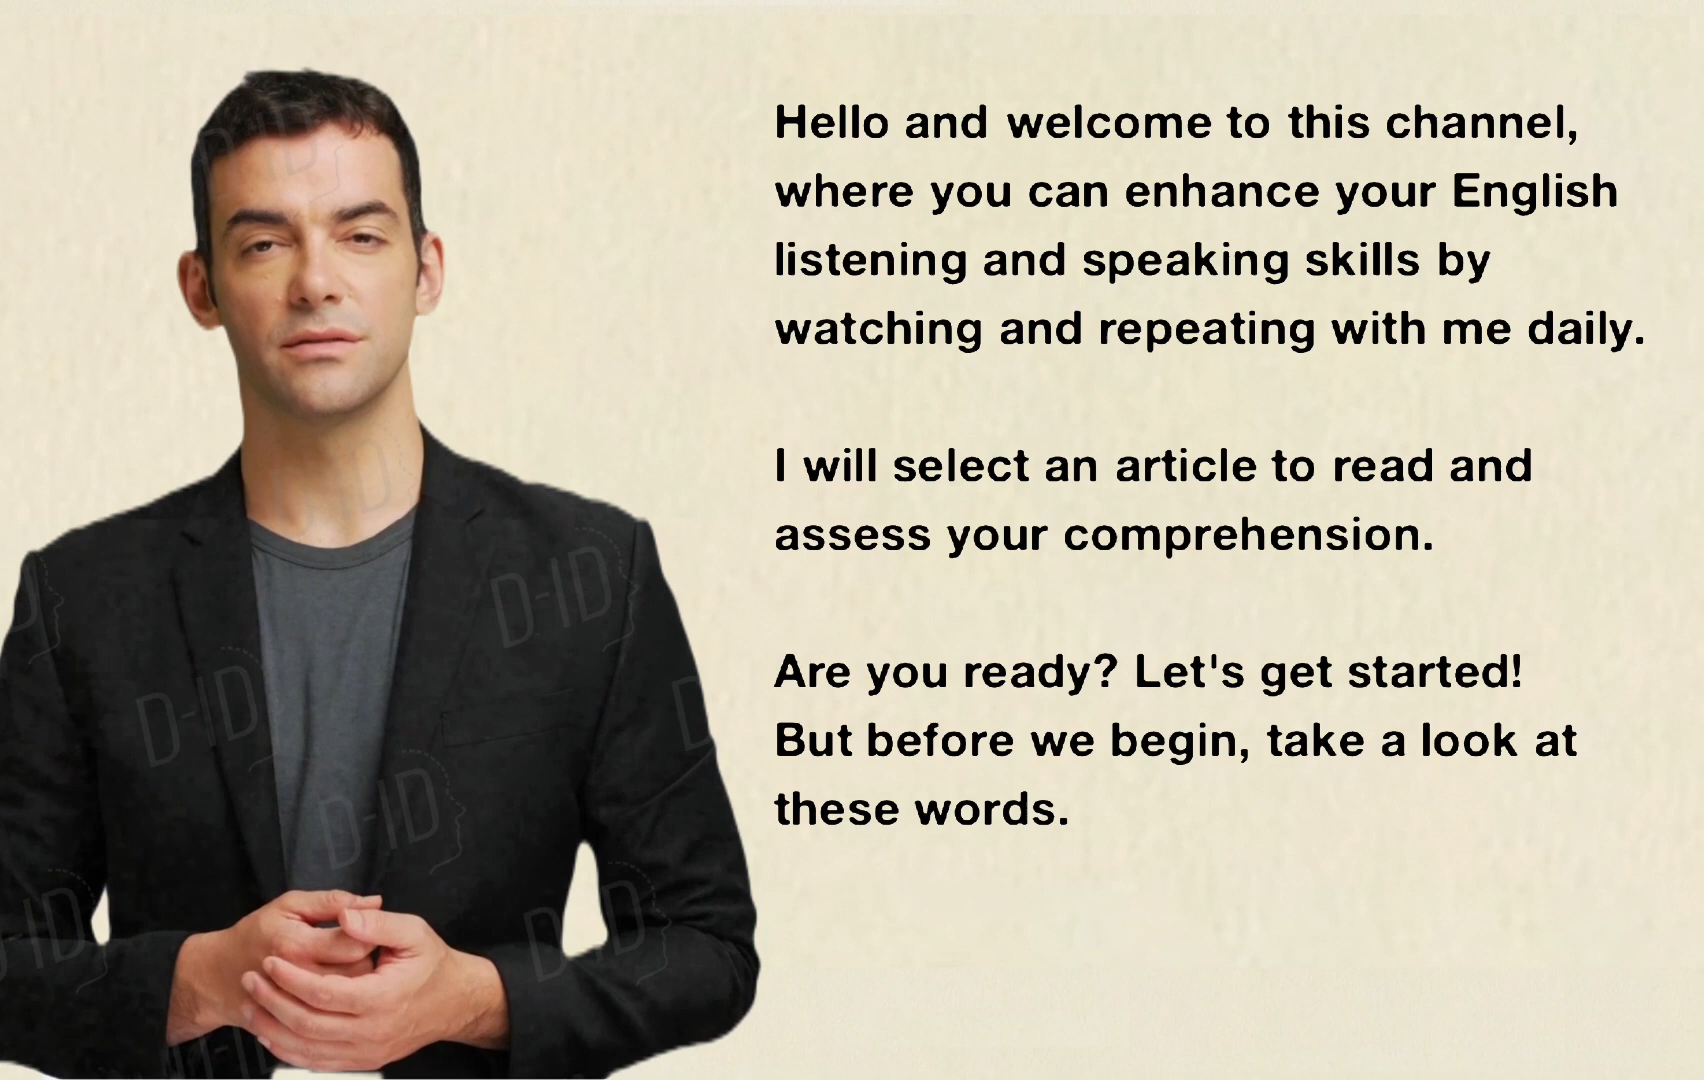 Hello and welcome to this channel,
where you can enhance your English
listening and speaking skills by
watching and repeating with me daily.
I will select an article to read and
assess your comprehension.
Are you ready? Let's get started!
But before we begin, take a look at
these words.
D-ID
D-ID
D-ID
D-ID
D-ID
D-ID